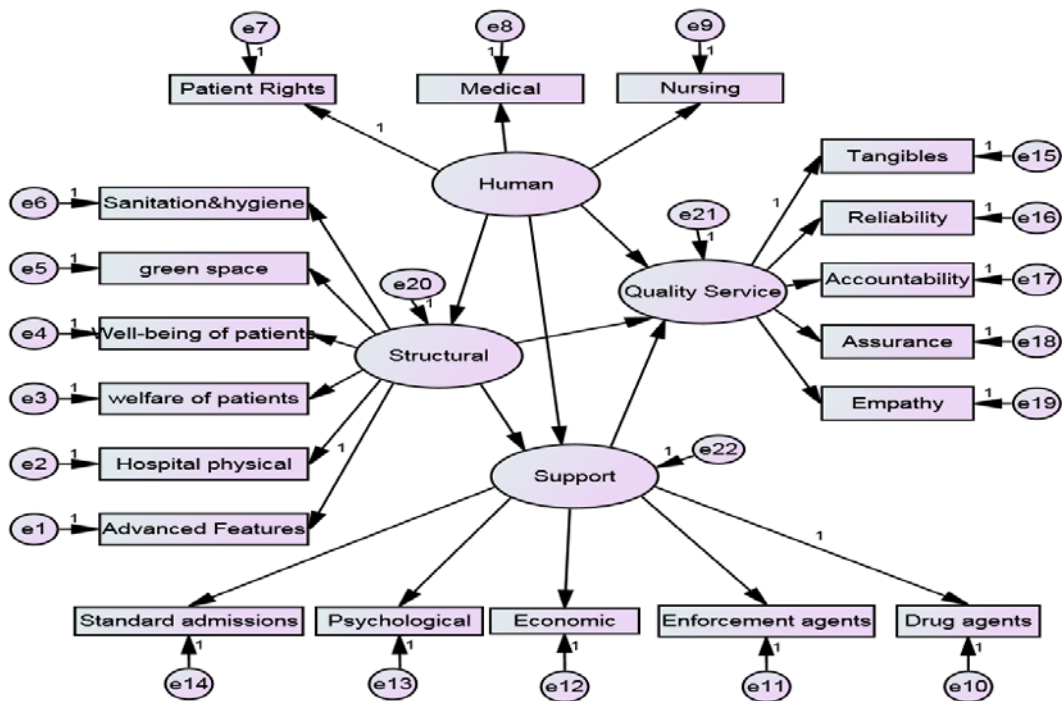 e7
e8
e9
1
1
1
Patient Rights
Medical
Nursing
1
Tangibles
1
e15
Human
e6
1
Sanitation&hygiene
1
e21
1
Reliability
1
e16
e5
1
green space
e20
1
Quality Service
Accountability
1
e17
e4
1
Well-being of patients
Structural
Assurance
1
e18
e3
1
welfare of patients
Empathy
1
e19
e2
1
Hospital physical
1
Support
1
e22
e1
1
Advanced Features
1
Standard admissions
Psychological
Economic
Enforcement agents
Drug agents
1
1
1
1
1
e14
e13
e12
e11
e10